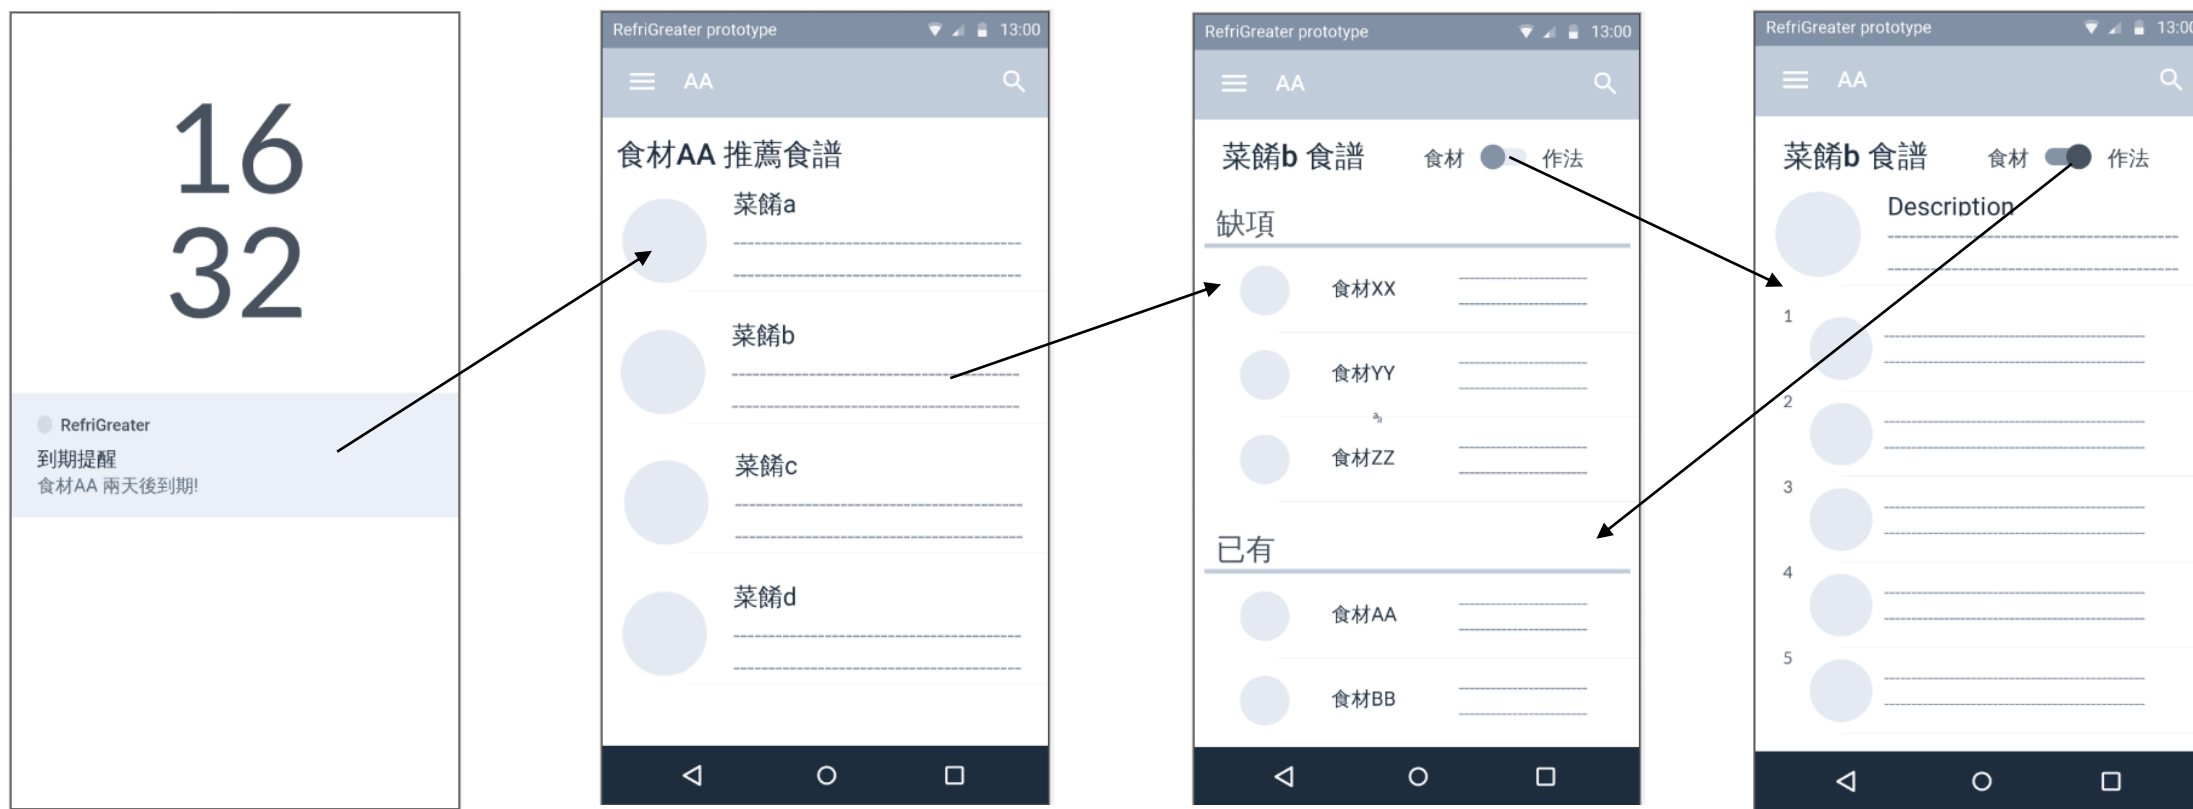 16
32
RefriGreater
到期提醒
食材AA 兩天後到期!
RefriGreater prototype 13:00
AA
食材AA 推薦食譜
菜餚a
菜餚b
菜餚c
菜餚d
RefriGreater prototype 13:00
AA
菜餚b 食譜 食材 作法
缺項
食材XX
食材YY
a
a
食材ZZ
已有
食材AA
食材BB
RefriGreater prototype 13:00
AA
菜餚b 食譜 食材 作法
Description
1
2
3
4
5